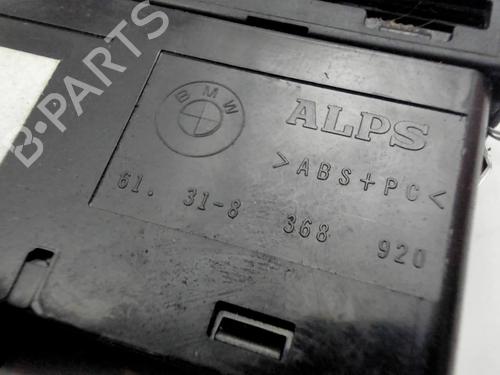 B-PARTS
BMW
ALPS
>ABS+PC<
61. 31-8 368 920